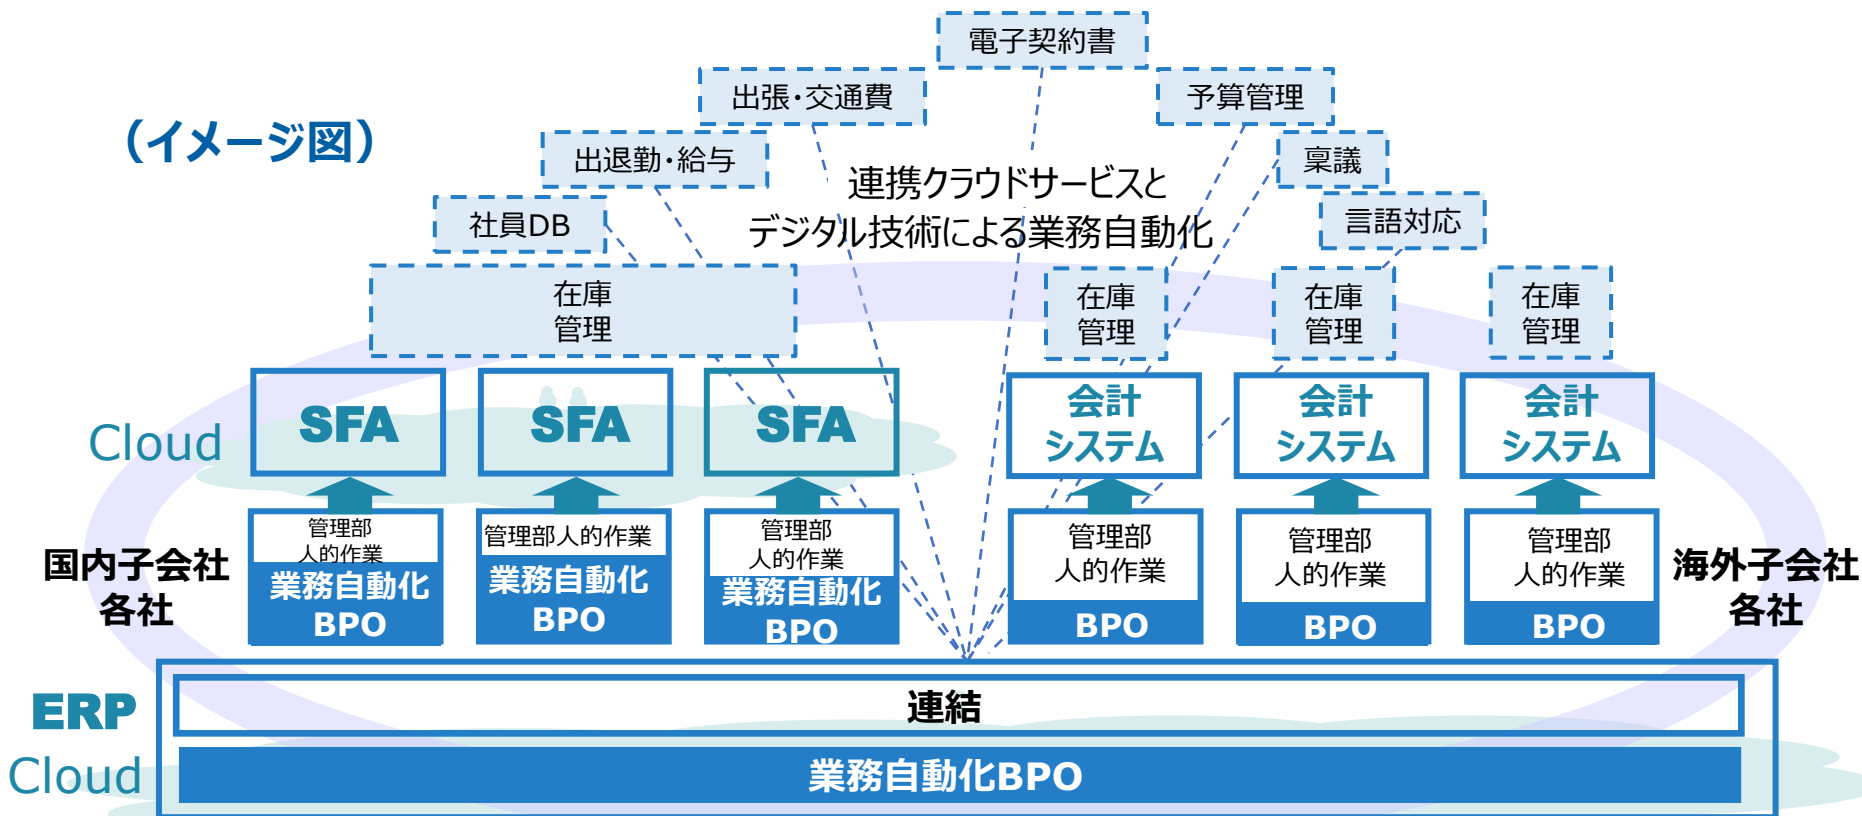 電子契約書
出張・交通費
予算管理
（イメージ図）
出退勤・給与
稟議
連携クラウドサービスと
デジタル技術による業務自動化
社員DB
言語対応
在庫
管理
在庫
管理
在庫
管理
在庫
管理
Cloud
SFA
SFA
SFA
会計
システム
会計
システム
会計
システム
国内子会社
各社
管理部
人的作業
業務自動化
BPO
管理部人的作業
業務自動化
BPO
管理部
人的作業
業務自動化
BPO
管理部
人的作業
BPO
管理部
人的作業
BPO
管理部
人的作業
BPO
海外子会社
各社
ERP
Cloud
連結
業務自動化BPO